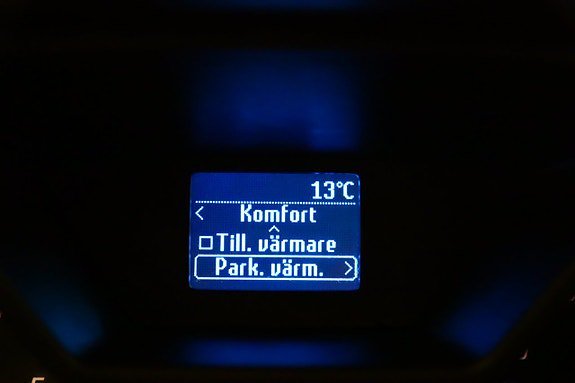 13°C
< Komfort
Till. värmare
Park. värm. >